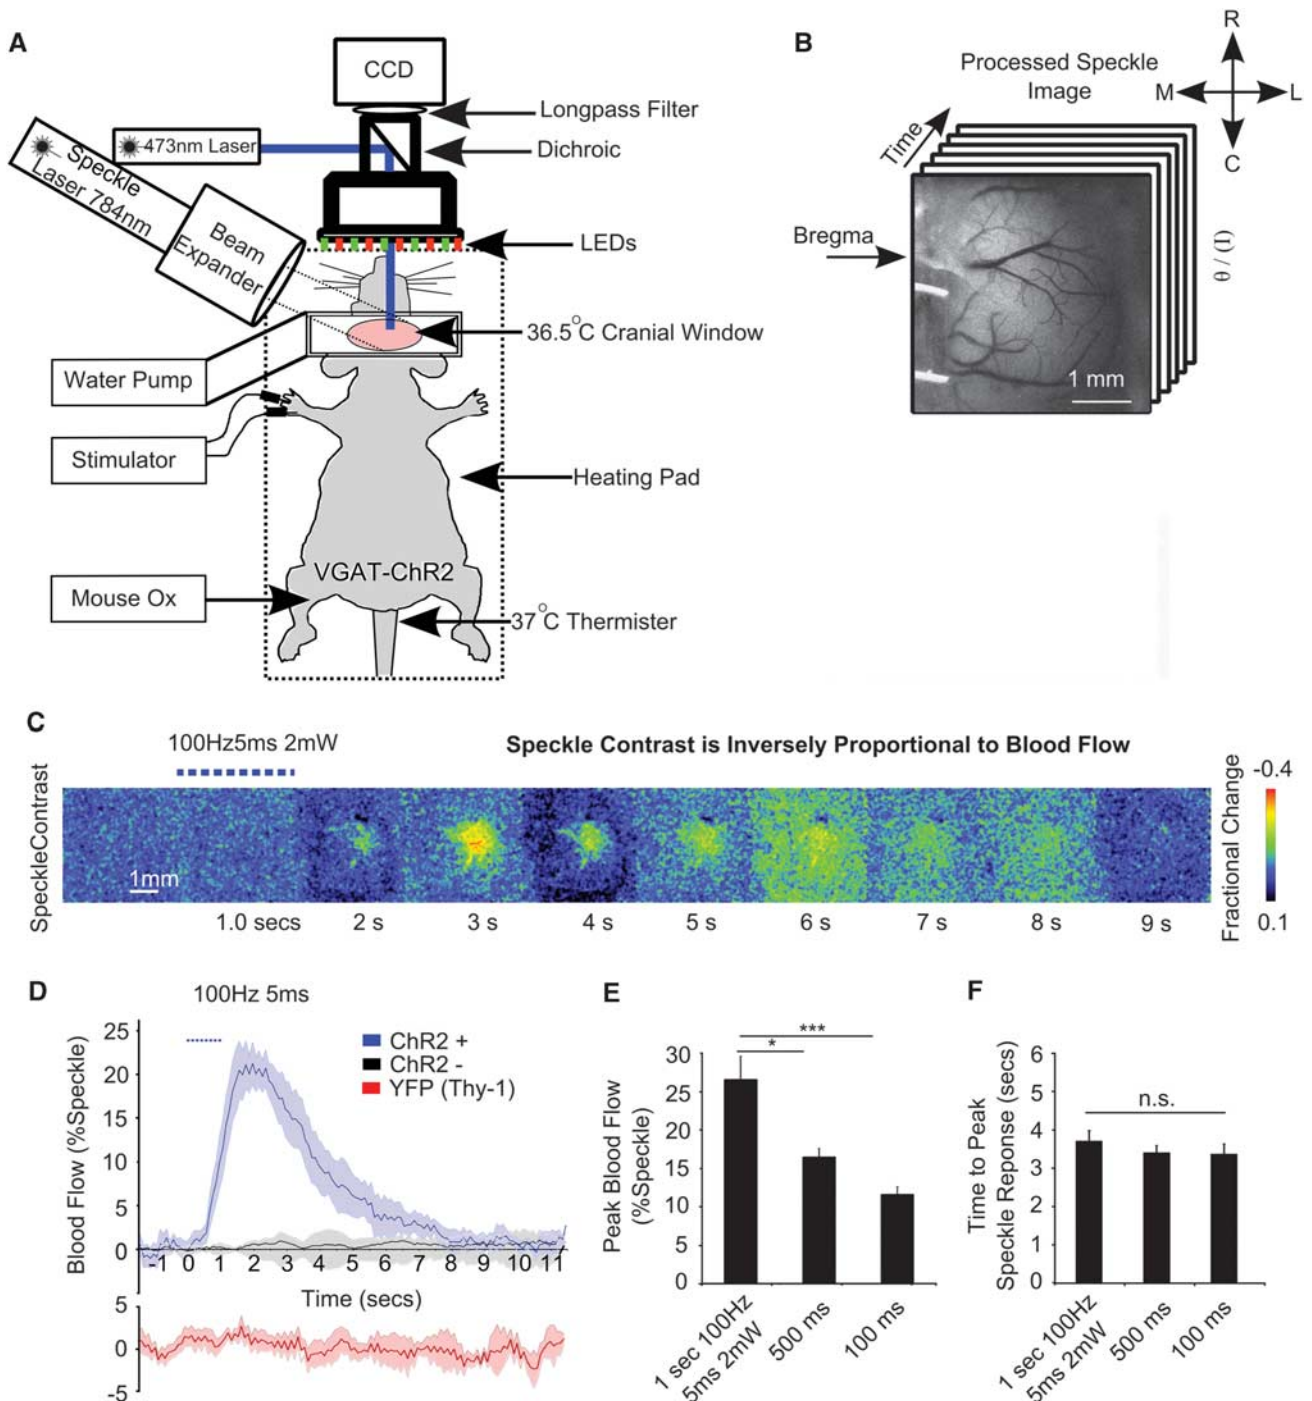 A
CCD
Longpass Filter
473nm Laser
Dichroic
Speckle
Laser 784nm
Beam
Expander
LEDs
36.5°C Cranial Window
Water Pump
Stimulator
Heating Pad
VGAT-ChR2
Mouse Ox
37°C Thermister
B
Processed Speckle
Image
R
M
L
C
Time
Bregma
θ / (I)
1 mm
C
100Hz5ms 2mW
Speckle Contrast is Inversely Proportional to Blood Flow
SpeckleContrast
1mm
1.0 secs
2 s
3 s
4 s
5 s
6 s
7 s
8 s
9 s
Fractional Change
-0.4
0.1
D
100Hz 5ms
Blood Flow (%Speckle)
25
20
15
10
5
0
ChR2 +
ChR2 -
YFP (Thy-1)
-1 0 1 2 3 4 5 6 7 8 9 10 11
Time (secs)
5
0
-5
E
Peak Blood Flow
(%Speckle)
30
25
20
15
10
5
0
***
*
1 sec 100Hz
5ms 2mW
500 ms
100 ms
F
Time to Peak
Speckle Reponse (secs)
6
5
4
3
2
1
0
n.s.
1 sec 100Hz
5ms 2mW
500 ms
100 ms